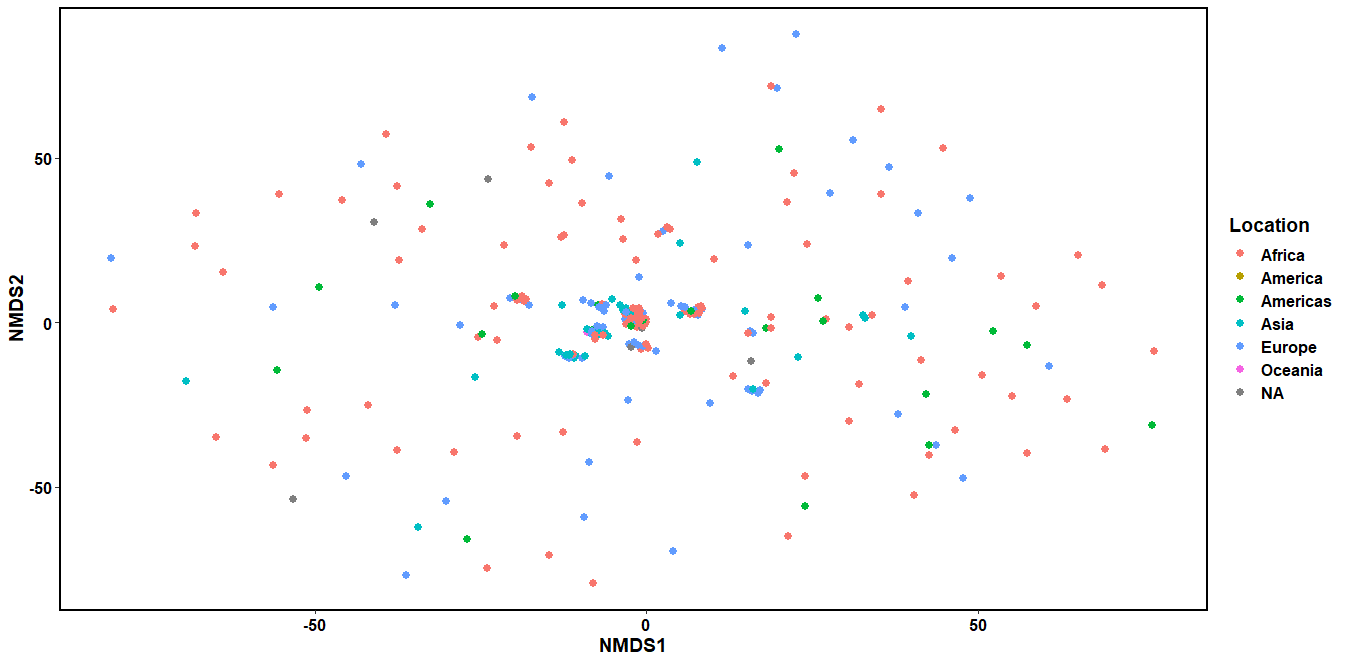 NMDS2
50
0
-50
-50
0
50
NMDS1
Location
Africa
America
Americas
Asia
Europe
Oceania
NA